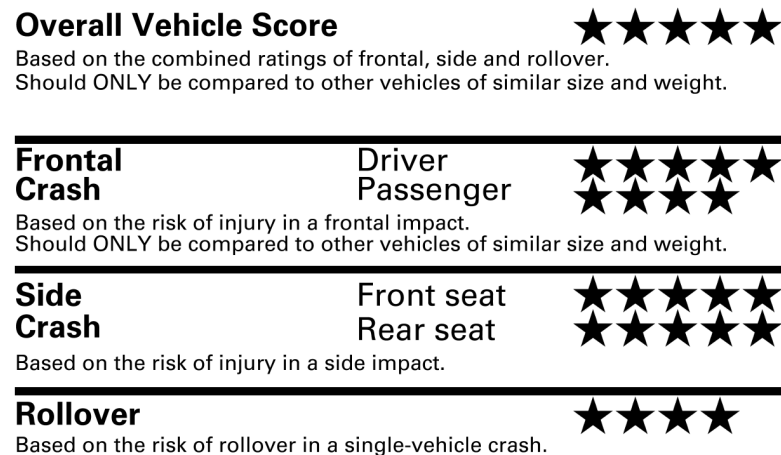 Overall Vehicle Score ★★★★★
Based on the combined ratings of frontal, side and rollover.
Should ONLY be compared to other vehicles of similar size and weight.
Frontal Driver ★★★★★
Crash Passenger ★★★★
Based on the risk of injury in a frontal impact.
Should ONLY be compared to other vehicles of similar size and weight.
Side Front seat ★★★★★
Crash Rear seat ★★★★★
Based on the risk of injury in a side impact.
Rollover ★★★★
Based on the risk of rollover in a single-vehicle crash.